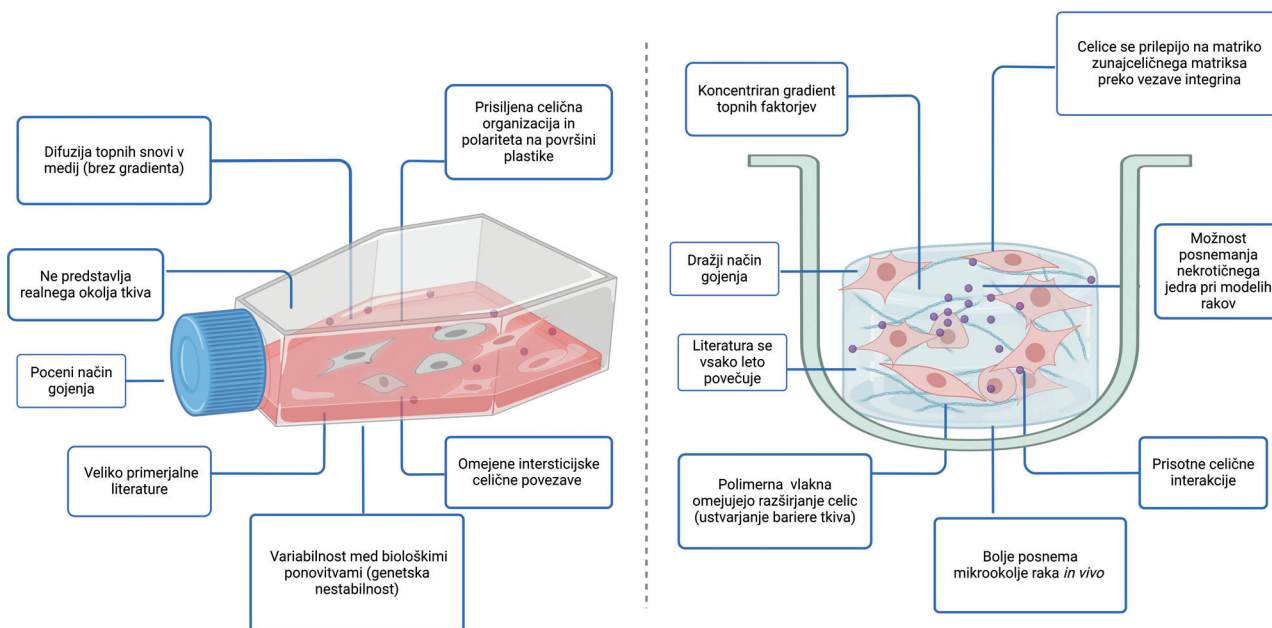 Difuzija topnih snovi v
medij (brez gradienta)
Prisiljena celična
organizacija in
polariteta na površini
plastike
Ne predstavlja
realnega okolja tkiva
Poceni način
gojenja
Veliko primerjalne
literature
Omejene intersticijske
celične povezave
Variabilnost med biološkimi
ponovitvami (genetska
nestabilnost)
Koncentriran gradient
topnih faktorjev
Celice se prilepijo na matriko
zunajceličnega matriksa
preko vezave integrina
Dražji način
gojenja
Možnost
posnemanja
nekrotičnega
jedra pri modelih
rakov
Literatura se
vsako leto
povečuje
Polimerna vlakna
omejujejo razširjanje celic
(ustvarjanje bariere tkiva)
Prisotne celične
interakcije
Bolje posnema
mikrookolje raka in vivo